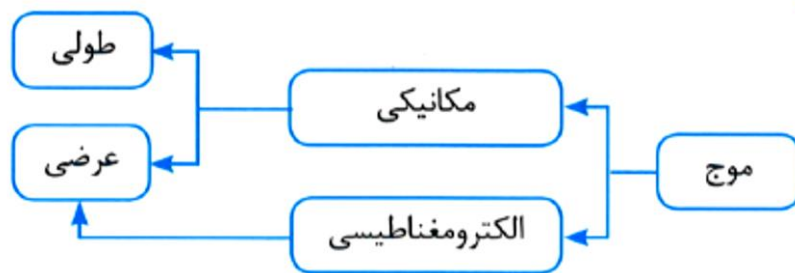 موج
مکانیکی
الکترومغناطیسی
طولی
عرضی